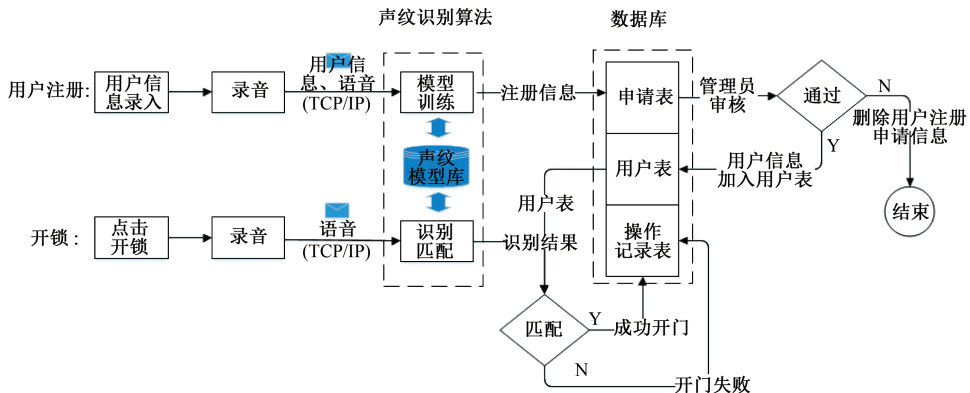 声纹识别算法
数据库
用户注册:
用户信
息录入
录音
用户信
息、语音
(TCP/IP)
模型
训练
注册信息
申请表
管理员
审核
通过
N
删除用户注册
申请信息
Y
声纹
模型库
用户表
用户信息
加入用户表
用户表
结束
开锁:
点击
开锁
录音
语音
(TCP/IP)
识别
匹配
识别结果
操作
记录表
匹配
Y
成功开门
N
开门失败